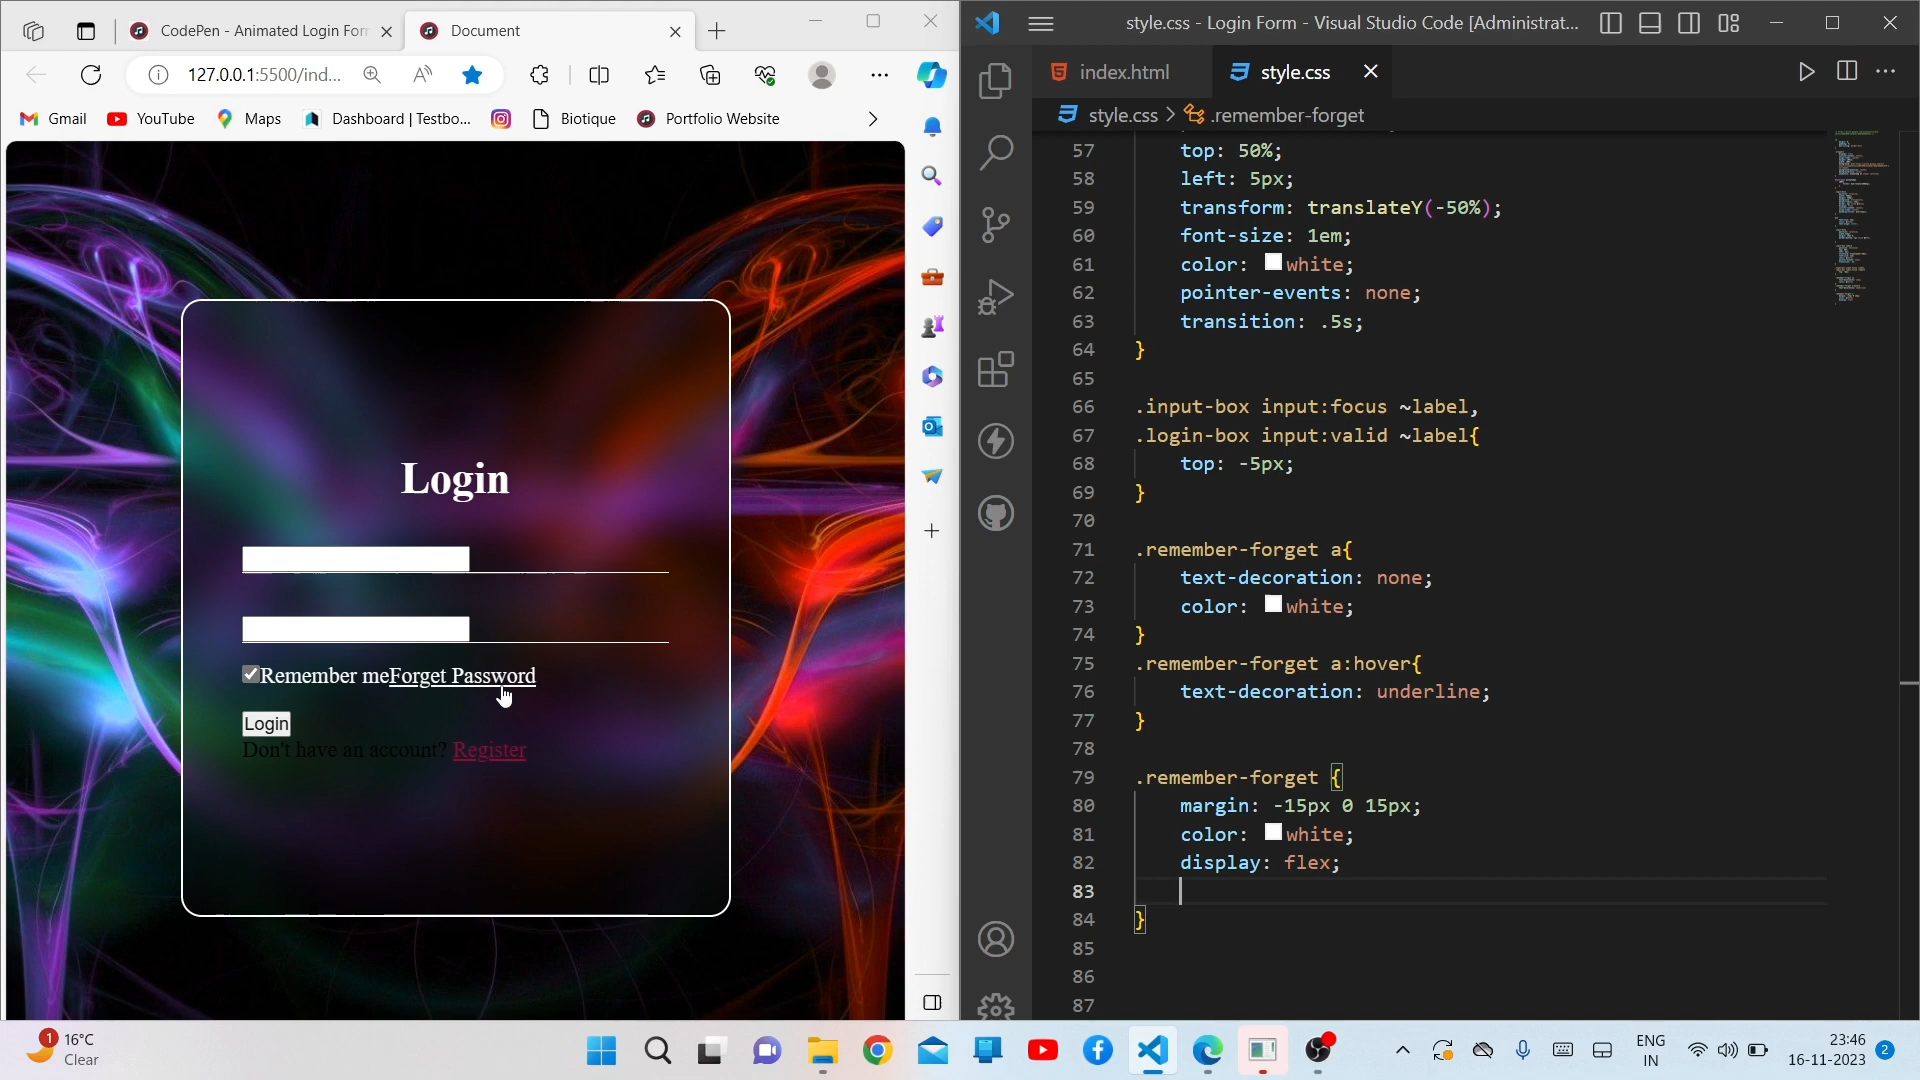 CodePen - Animated Login For
Document
127.0.0.1:5500/ind...
Gmail
YouTube
Maps
Dashboard | Testbo...
Biotique
Portfolio Website
Login
Remember meForget Password
Login
Don't have an account? Register
style.css - Login Form - Visual Studio Code [Administrat...
index.html
style.css
style.css > .remember-forget
57 top: 50%;
58 left: 5px;
59 transform: translateY(-50%);
60 font-size: 1em;
61 color: white;
62 pointer-events: none;
63 transition: .5s;
64 }
65
66 .input-box input:focus ~label,
67 .login-box input:valid ~label{
68 top: -5px;
69 }
70
71 .remember-forget a{
72 text-decoration: none;
73 color: white;
74 }
75 .remember-forget a:hover{
76 text-decoration: underline;
77 }
78
79 .remember-forget {
80 margin: -15px 0 15px;
81 color: white;
82 display: flex;
83
84 }
85
86
87
1
16°C
Clear
ENG
IN
23:46
16-11-2023
2